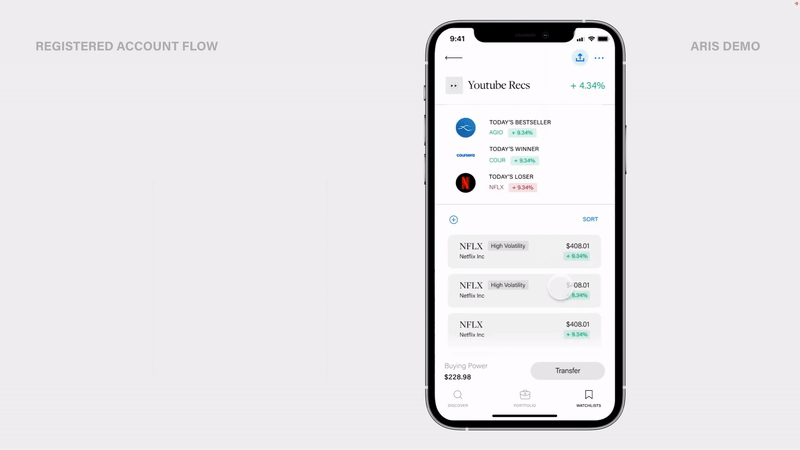 REGISTERED ACCOUNT FLOW
ARIS DEMO
9:41
Youtube Recs
+ 4.34%
TODAY'S BESTSELLER
AGIO + 9.34%
coursera
TODAY'S WINNER
COUR + 9.34%
N
TODAY'S LOSER
NFLX + 9.34%
SORT
NFLX High Volatility $408.01
Netflix Inc + 9.34%
NFLX High Volatility $ 08.01
Netflix Inc 9.34%
NFLX $408.01
Netflix Inc + 9.34%
Buying Power
$228.98
Transfer
DISCOVER PORTFOLIO WATCHLISTS